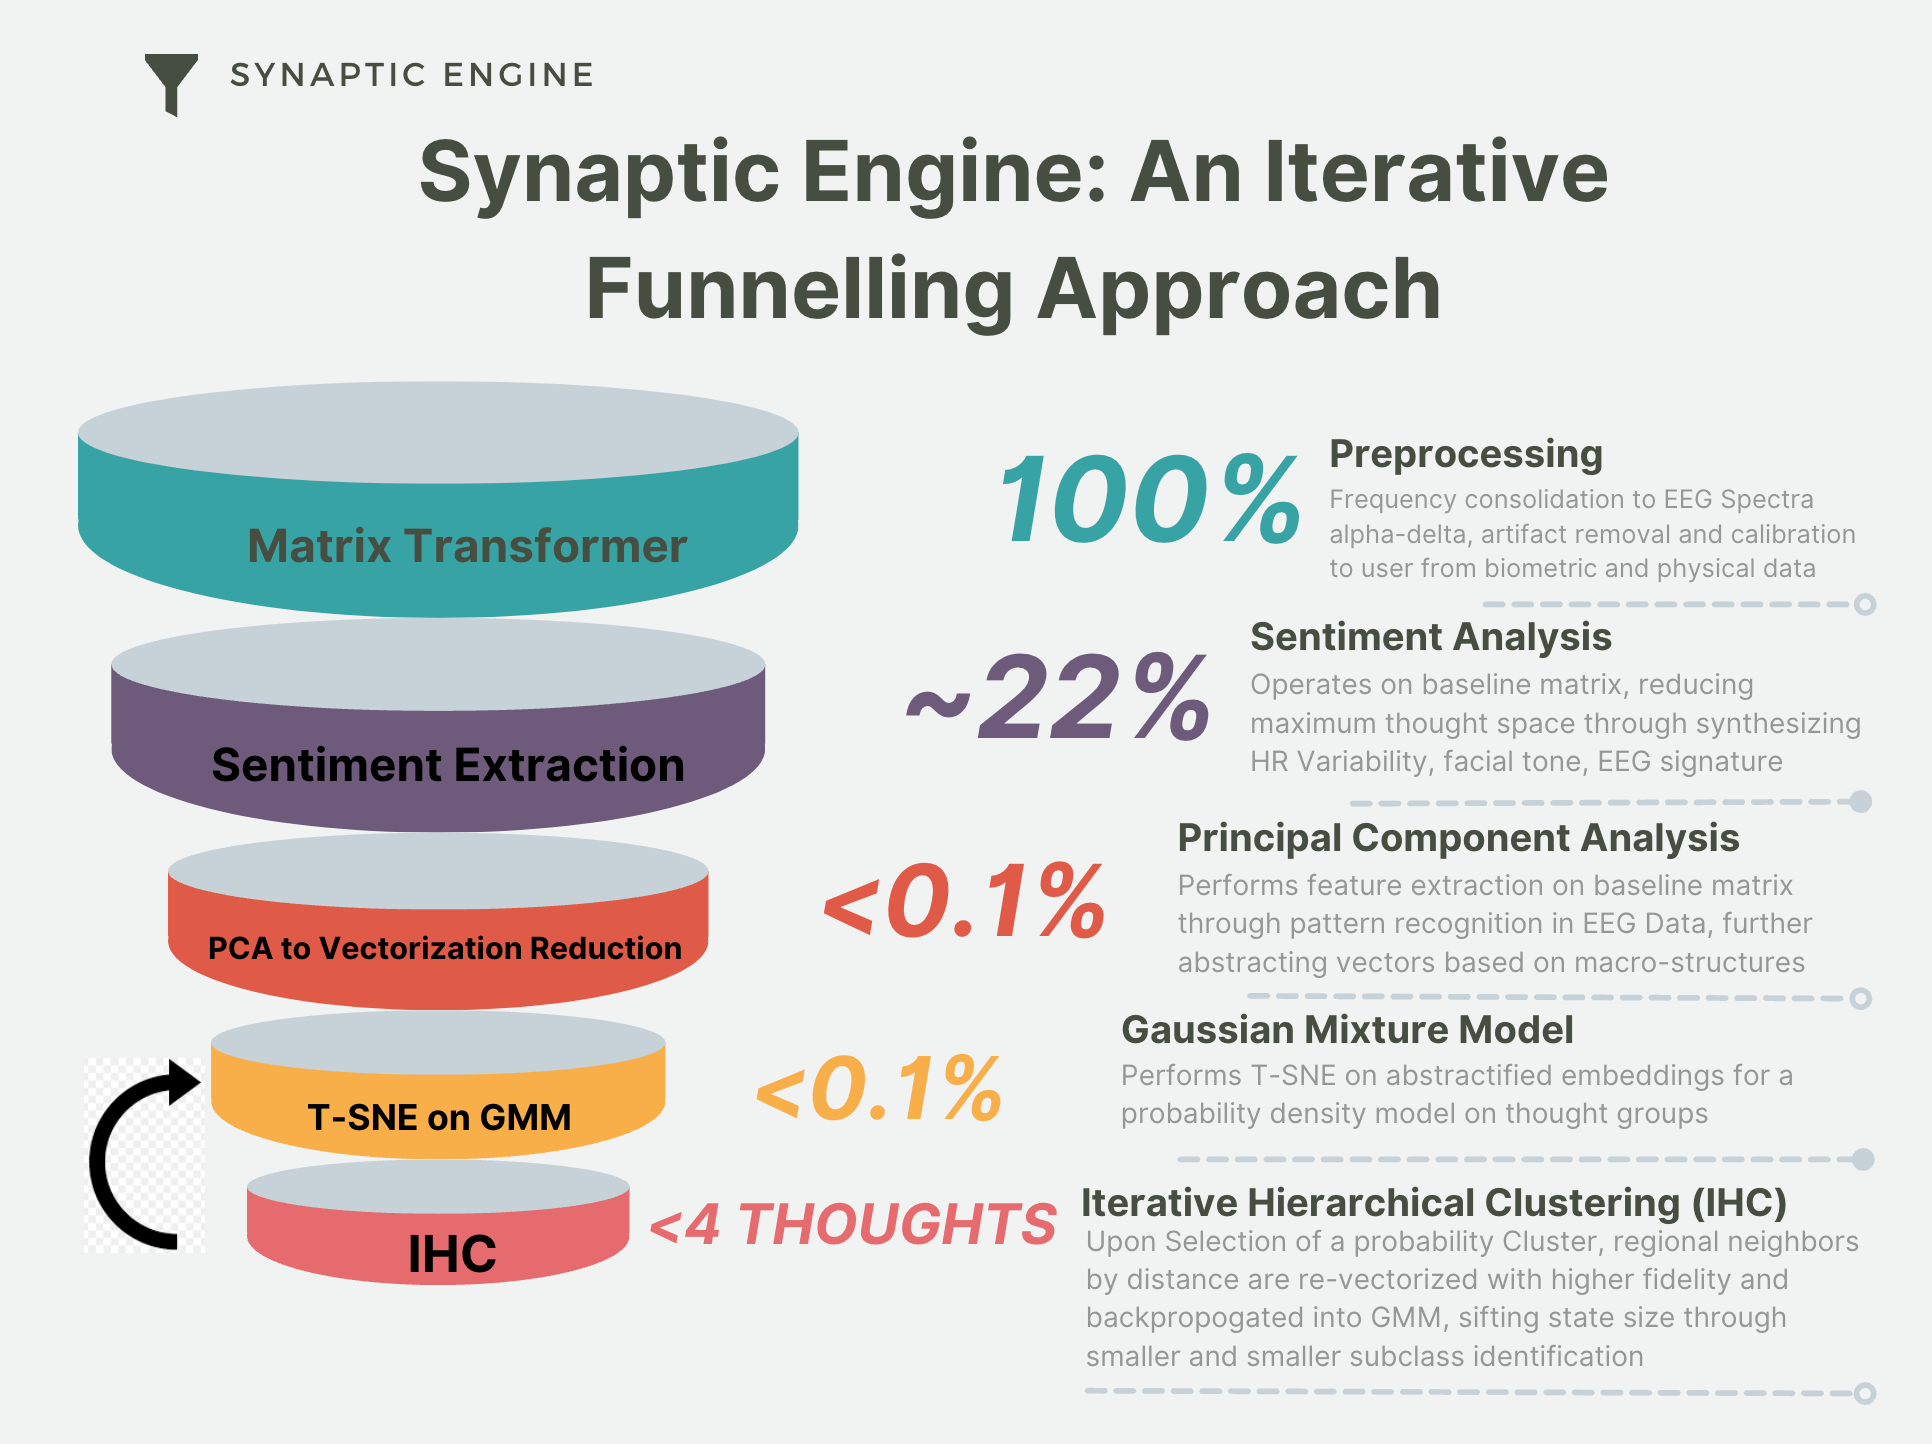 SYNAPTIC ENGINE
Synaptic Engine: An Iterative
Funnelling Approach
Matrix Transformer
100%
Preprocessing
Frequency consolidation to EEG Spectra
alpha-delta, artifact removal and calibration
to user from biometric and physical data
Sentiment Extraction
~22%
Sentiment Analysis
Operates on baseline matrix, reducing
maximum thought space through synthesizing
HR Variability, facial tone, EEG signature
PCA to Vectorization Reduction
<0.1%
Principal Component Analysis
Performs feature extraction on baseline matrix
through pattern recognition in EEG Data, further
abstracting vectors based on macro-structures
T-SNE on GMM
<0.1%
Gaussian Mixture Model
Performs T-SNE on abstractified embeddings for a
probability density model on thought groups
IHC
<4 THOUGHTS
Iterative Hierarchical Clustering (IHC)
Upon Selection of a probability Cluster, regional neighbors
by distance are re-vectorized with higher fidelity and
backpropogated into GMM, sifting state size through
smaller and smaller subclass identification